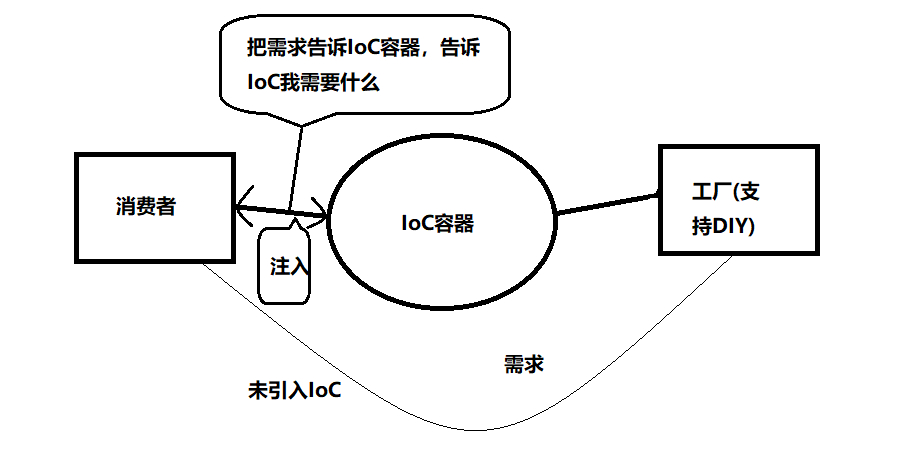 把需求告诉IoC容器，告诉
IoC我需要什么
消费者
IoC容器
工厂(支
持DIY)
注入
需求
未引入IoC